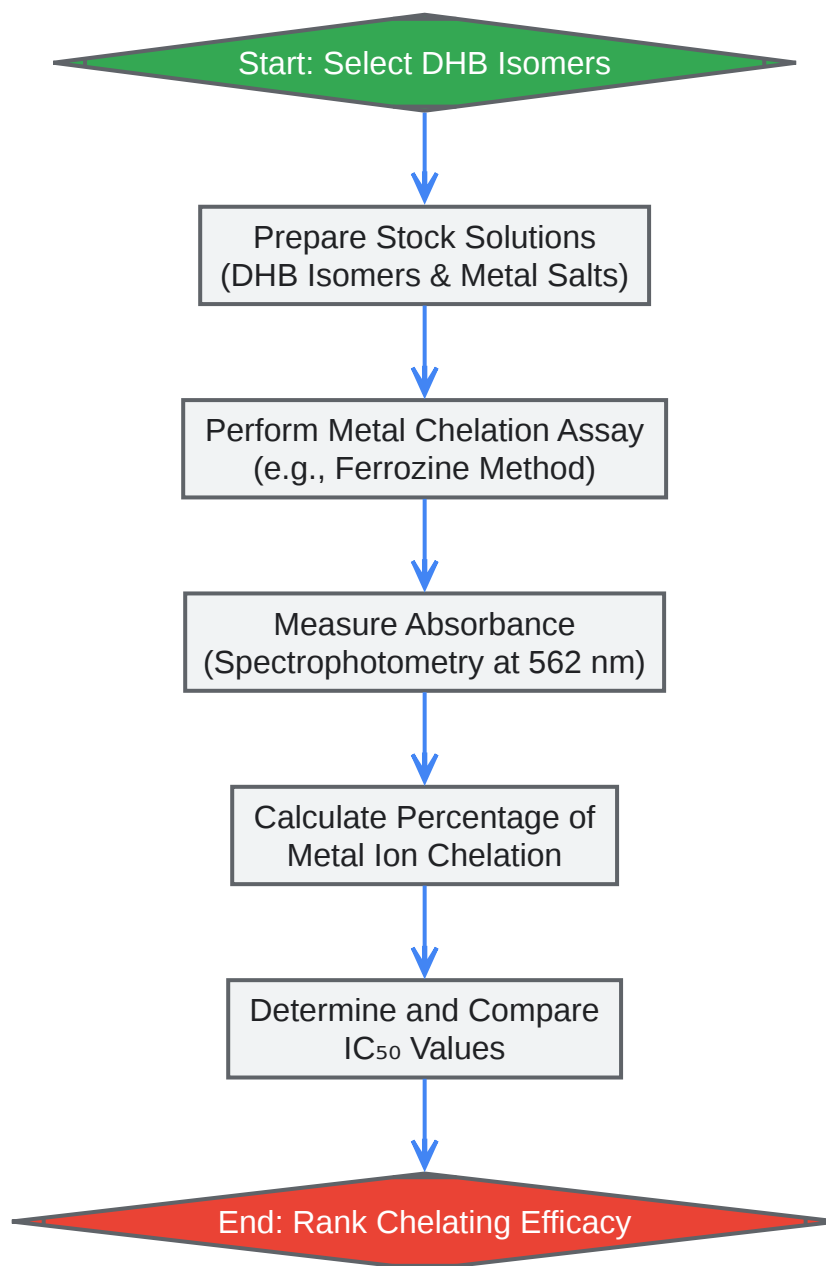 Start: Select DHB Isomers
Prepare Stock Solutions
(DHB Isomers & Metal Salts)
Perform Metal Chelation Assay
(e.g., Ferrozine Method)
Measure Absorbance
(Spectrophotometry at 562 nm)
Calculate Percentage of
Metal Ion Chelation
Determine and Compare
IC₅₀ Values
End: Rank Chelating Efficacy